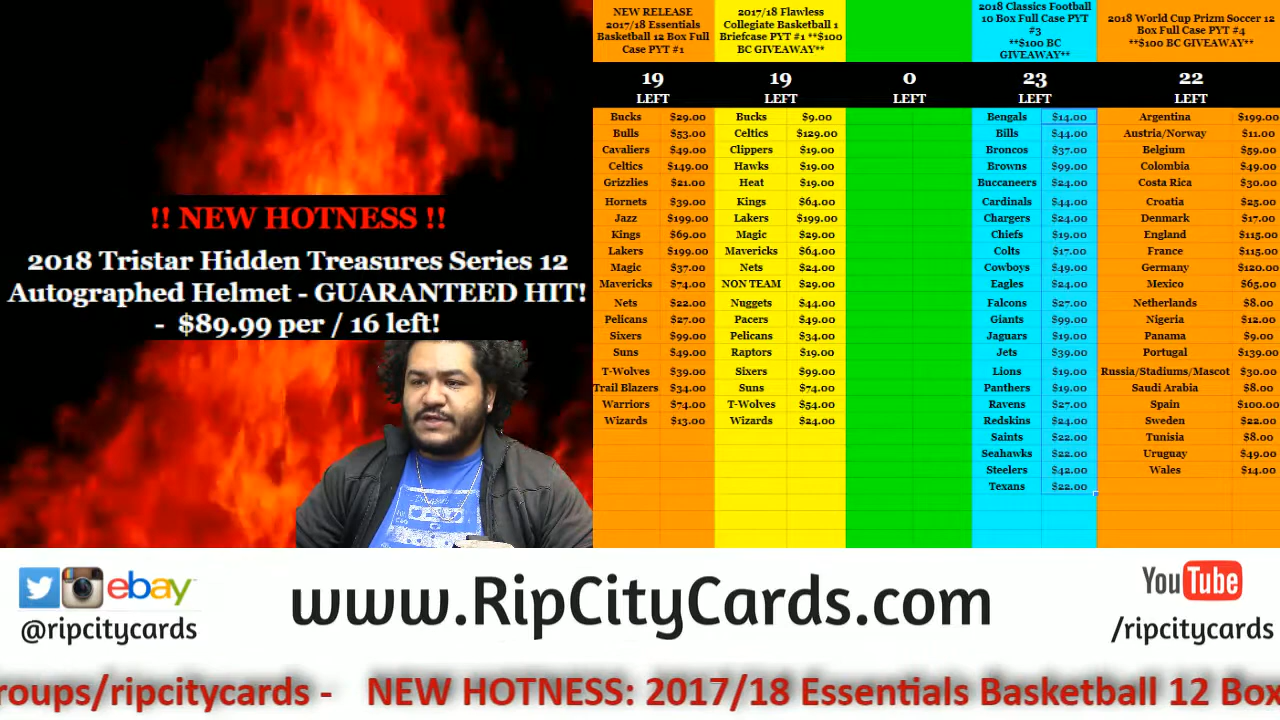 !! NEW HOTNESS !!
2018 Tristar Hidden Treasures Series 12
Autographed Helmet - GUARANTEED HIT!
- $89.99 per / 16 left!
NEW RELEASE
2017/18 Essentials
Basketball 12 Box Full
Case PYT #1
19
LEFT
Bucks $29.00
Bulls $53.00
Cavaliers $49.00
Celtics $149.00
Grizzlies $21.00
Hornets $39.00
Jazz $199.00
Kings $69.00
Lakers $199.00
Magic $37.00
Mavericks $74.00
Nets $22.00
Pelicans $27.00
Sixers $99.00
Suns $49.00
T-Wolves $39.00
Trail Blazers $34.00
Warriors $74.00
Wizards $13.00
2017/18 Flawless
Collegiate Basketball 1
Briefcase PYT #1 **$100
BC GIVEAWAY**
19
LEFT
Bucks $9.00
Celtics $129.00
Clippers $19.00
Hawks $19.00
Heat $19.00
Kings $64.00
Lakers $199.00
Magic $29.00
Mavericks $64.00
Nets $24.00
NON TEAM $29.00
Nuggets $44.00
Pacers $49.00
Pelicans $34.00
Raptors $19.00
Sixers $99.00
Suns $74.00
T-Wolves $54.00
Wizards $24.00
0
LEFT
2018 Classics Football
10 Box Full Case PYT
#3
**$100 BC
GIVEAWAY**
23
LEFT
Bengals $14.00
Bills $44.00
Broncos $37.00
Browns $99.00
Buccaneers $24.00
Cardinals $44.00
Chargers $24.00
Chiefs $19.00
Colts $17.00
Cowboys $49.00
Eagles $24.00
Falcons $27.00
Giants $99.00
Jaguars $19.00
Jets $39.00
Lions $19.00
Panthers $19.00
Ravens $27.00
Redskins $24.00
Saints $22.00
Seahawks $22.00
Steelers $42.00
Texans $22.00
2018 World Cup Prizm Soccer 12
Box Full Case PYT #4
**$100 BC GIVEAWAY**
22
LEFT
Argentina $199.00
Austria/Norway $11.00
Belgium $59.00
Colombia $49.00
Costa Rica $30.00
Croatia $25.00
Denmark $17.00
England $115.00
France $115.00
Germany $120.00
Mexico $65.00
Netherlands $8.00
Nigeria $12.00
Panama $9.00
Portugal $139.00
Russia/Stadiums/Mascot $30.00
Saudi Arabia $8.00
Spain $100.00
Sweden $22.00
Tunisia $8.00
Uruguay $49.00
Wales $14.00
ebay
@ripcitycards
www.RipCityCards.com
YouTube
/ripcitycards
roups/ripcitycards - NEW HOTNESS: 2017/18 Essentials Basketball 12 Box